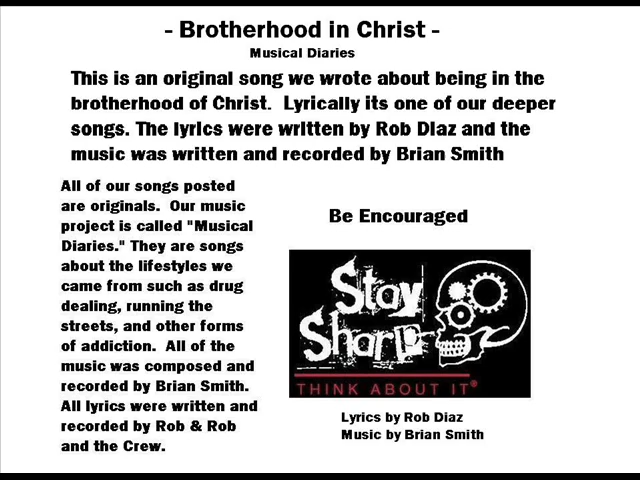 - Brotherhood in Christ -
Musical Diaries
This is an original song we wrote about being in the
brotherhood of Christ. Lyrically its one of our deeper
songs. The lyrics were written by Rob Diaz and the
music was written and recorded by Brian Smith
All of our songs posted
are originals. Our music
project is called "Musical
Diaries." They are songs
about the lifestyles we
came from such as drug
dealing, running the
streets, and other forms
of addiction. All of the
music was composed and
recorded by Brian Smith.
All lyrics were written and
recorded by Rob & Rob
and the Crew.
Be Encouraged
Stay
Sharp
THINK ABOUT IT®
Lyrics by Rob Diaz
Music by Brian Smith